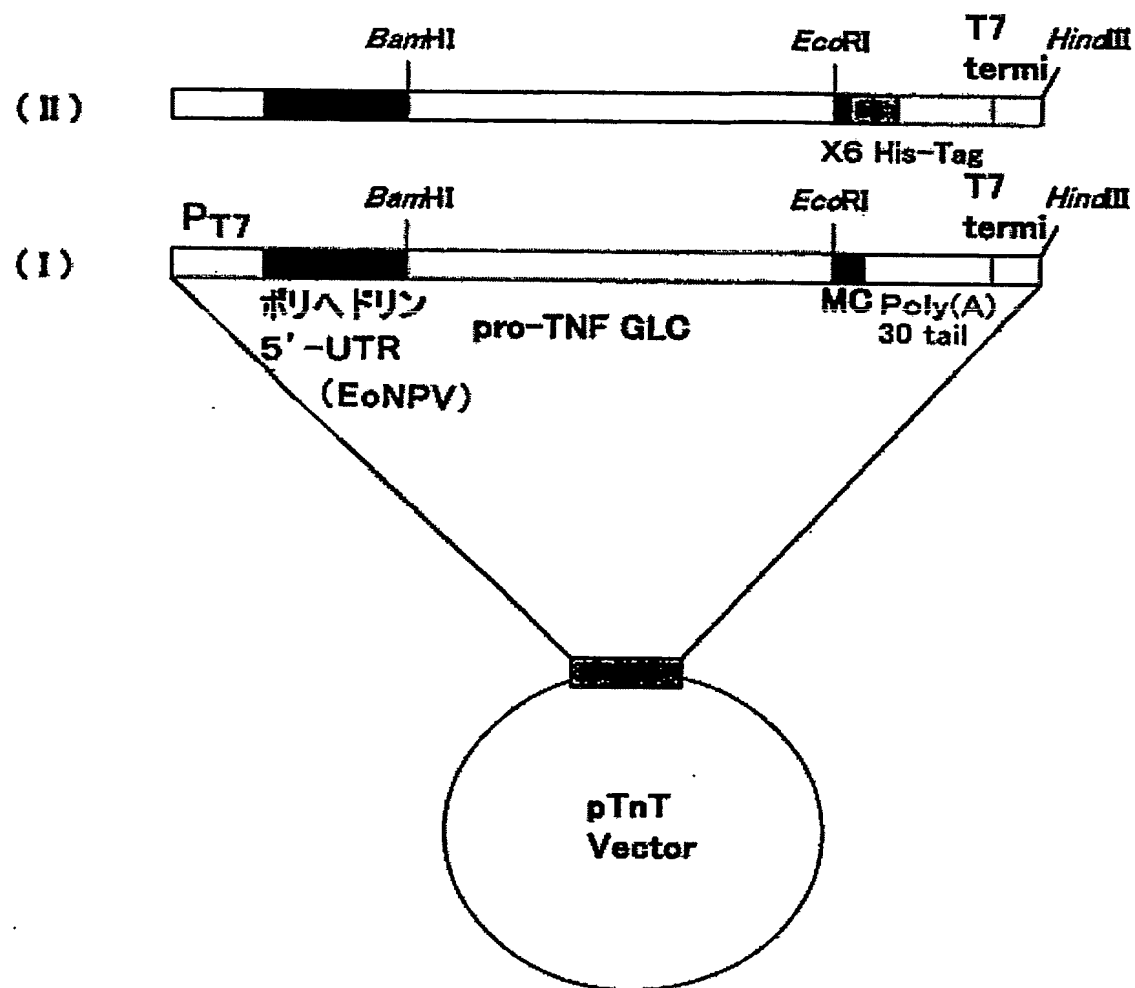 BamHI EcoRI T7 termi HindIII
(II)
X6 His-Tag
PT7 BamHI EcoRI T7 termi HindIII
(I)
ポリヘドリン
5'-UTR
(EoNPV)
pro-TNF GLC
MC Poly(A)
30 tail
pTnT
Vector